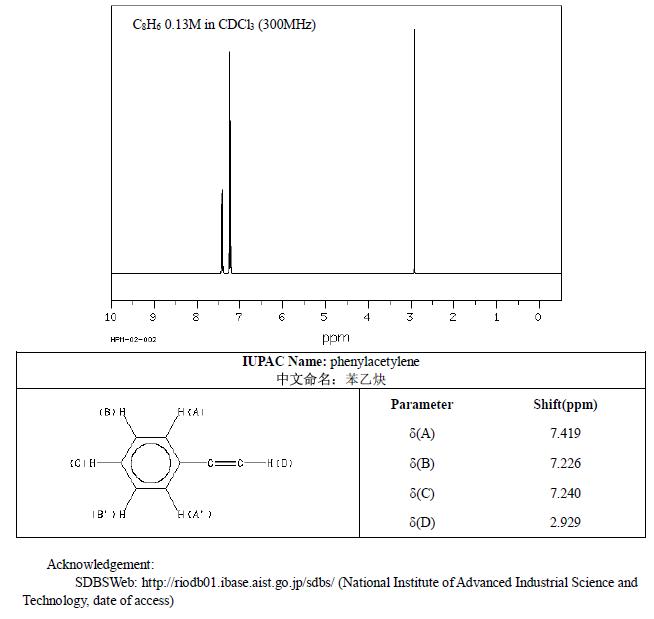 C₈H₆ 0.13M in CDCl₃ (300MHz)
10 9 8 7 6 5 4 3 2 1 0
HPM-02-002
ppm
IUPAC Name: phenylacetylene
中文命名：苯乙炔
(B)H H(A)
(C)H C C H(D)
(B')H H(A')
Parameter Shift(ppm)
δ(A) 7.419
δ(B) 7.226
δ(C) 7.240
δ(D) 2.929
Acknowledgement:
SDBSWeb: http://riodb01.ibase.aist.go.jp/sdbs/ (National Institute of Advanced Industrial Science and
Technology, date of access)